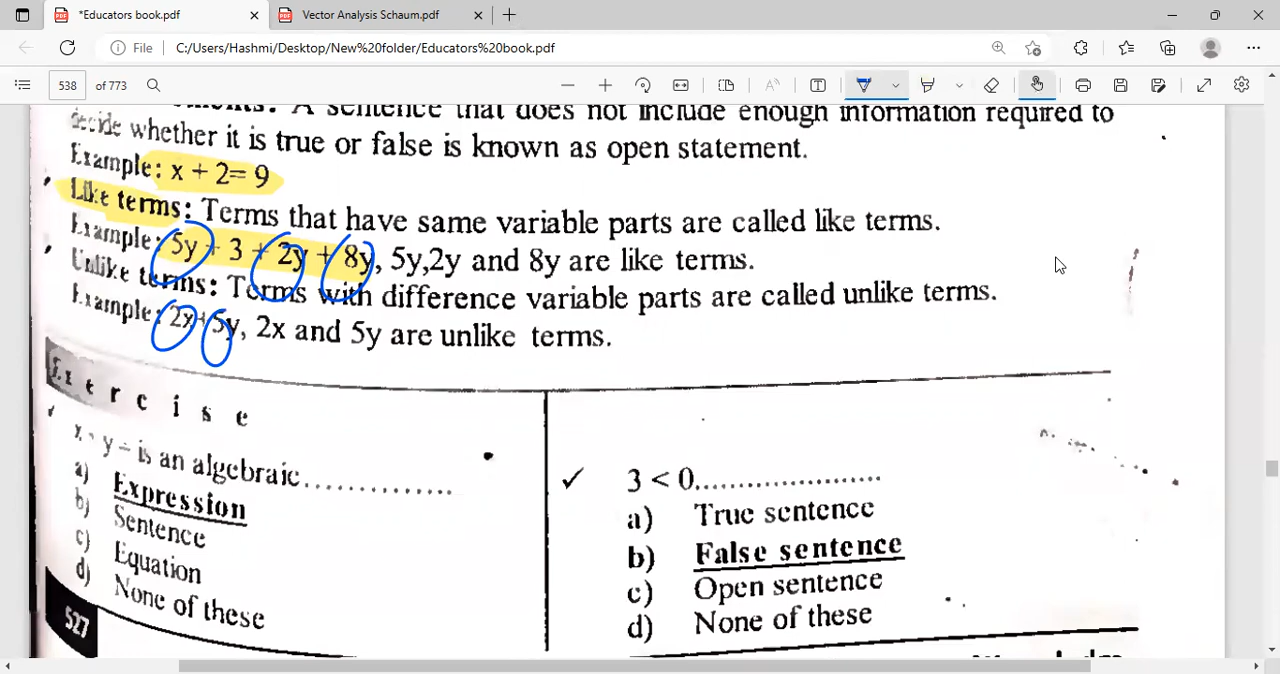 *Educators book.pdf
Vector Analysis Schaum.pdf
File C:/Users/Hashmi/Desktop/New%20folder/Educators%20book.pdf
538 of 773
A sentence that does not include enough information required to
decide whether it is true or false is known as open statement.
Example: x + 2= 9
Like terms: Terms that have same variable parts are called like terms.
Example: 5y + 3 + 2y + 8y, 5y,2y and 8y are like terms.
Unlike terms: Terms with difference variable parts are called unlike terms.
Example: 2x+5y, 2x and 5y are unlike terms.
Exercise
is an algebraic..............
a) Expression
b) Sentence
c) Equation
d) None of these
527
✓ 3 < 0......................
a) True sentence
b) False sentence
c) Open sentence
d) None of these